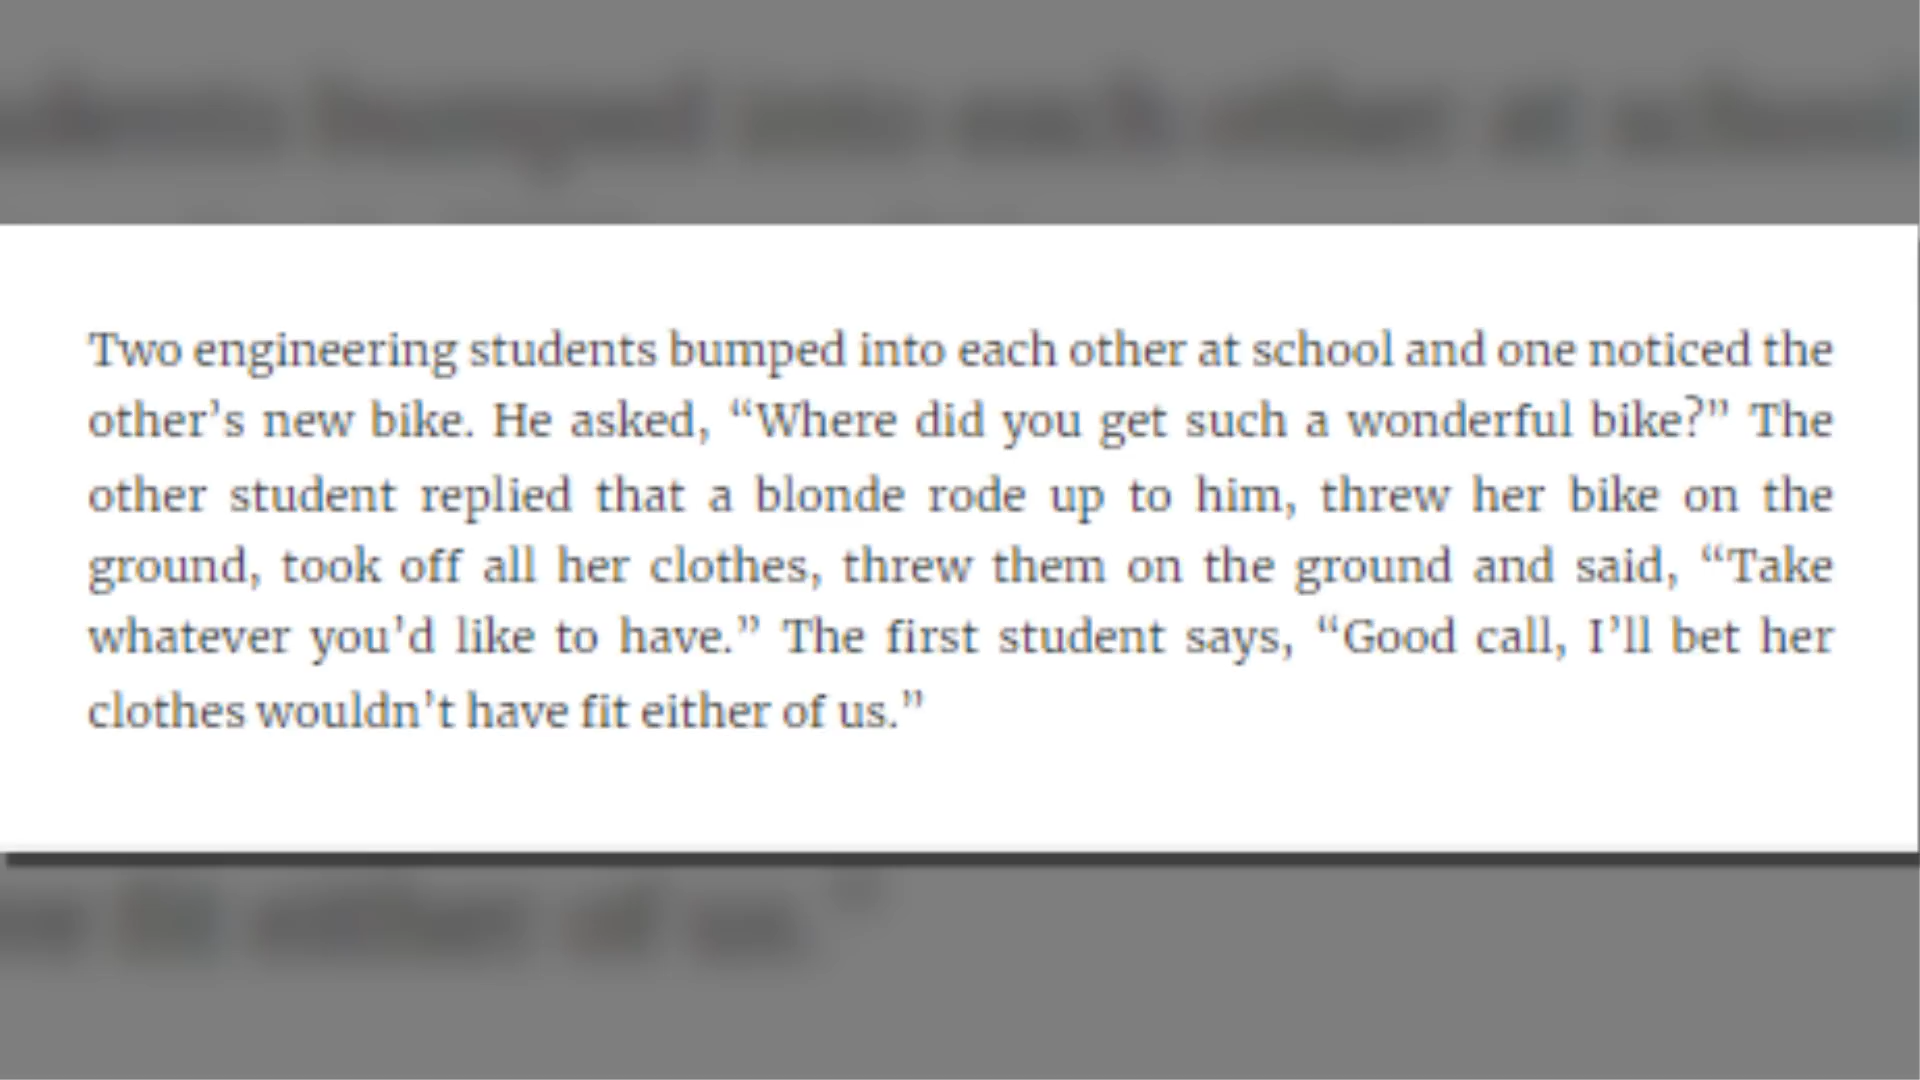 Two engineering students bumped into each other at school and one noticed the
other’s new bike. He asked, “Where did you get such a wonderful bike?” The
other student replied that a blonde rode up to him, threw her bike on the
ground, took off all her clothes, threw them on the ground and said, “Take
whatever you’d like to have.” The first student says, “Good call, I’ll bet her
clothes wouldn’t have fit either of us.”